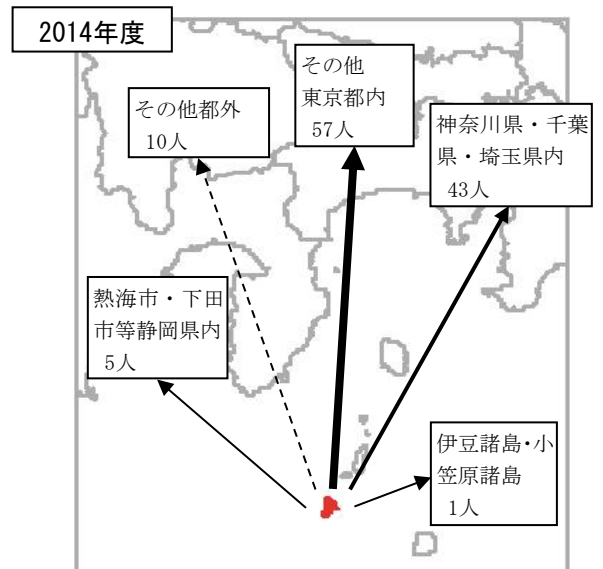 2014年度
その他
東京都内
57人
その他都外
10人
神奈川県・千葉
県・埼玉県内
43人
熱海市・下田
市等静岡県内
5人
伊豆諸島・小
笠原諸島
1人